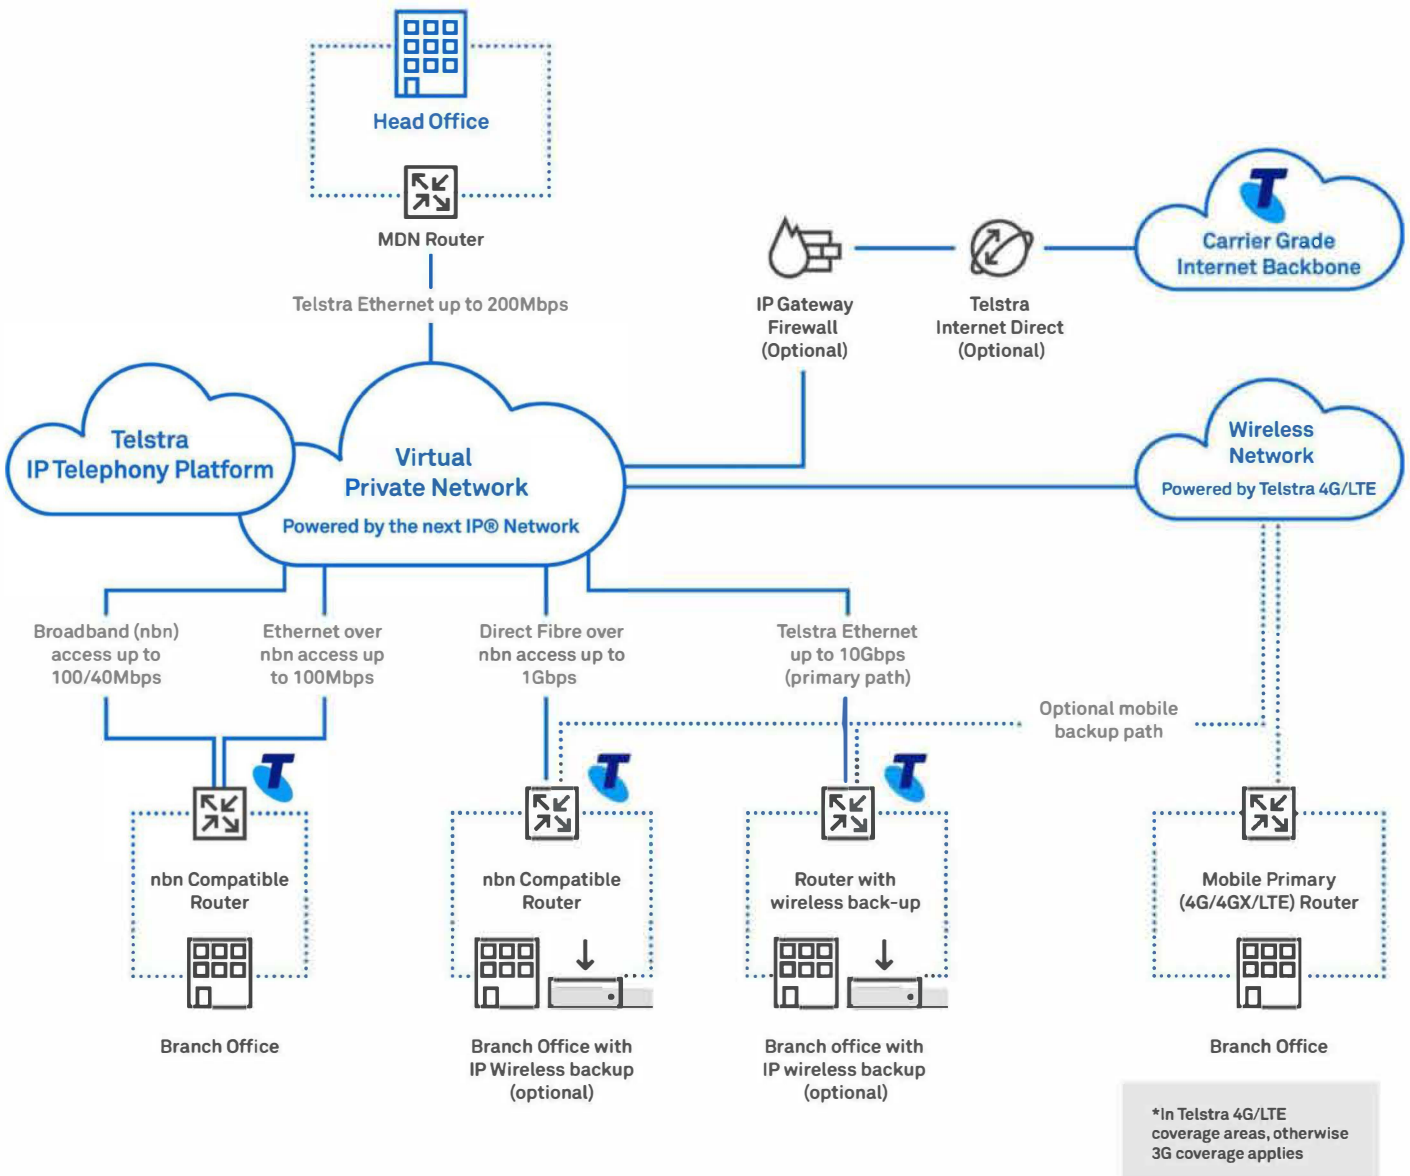 Head Office
MDN Router
Telstra Ethernet up to 200Mbps
Carrier Grade
Internet Backbone
IP Gateway
Firewall
(Optional)
Telstra
Internet Direct
(Optional)
Telstra
IP Telephony Platform
Virtual
Private Network
Powered by the next IP® Network
Wireless
Network
Powered by Telstra 4G/LTE
Broadband (nbn)
access up to
100/40Mbps
Ethernet over
nbn access up
to 100Mbps
Direct Fibre over
nbn access up to
1Gbps
Telstra Ethernet
up to 10Gbps
(primary path)
Optional mobile
backup path
nbn Compatible
Router
nbn Compatible
Router
Router with
wireless back-up
Mobile Primary
(4G/4GX/LTE) Router
Branch Office
Branch Office with
IP Wireless backup
(optional)
Branch office with
IP wireless backup
(optional)
Branch Office
*In Telstra 4G/LTE
coverage areas, otherwise
3G coverage applies